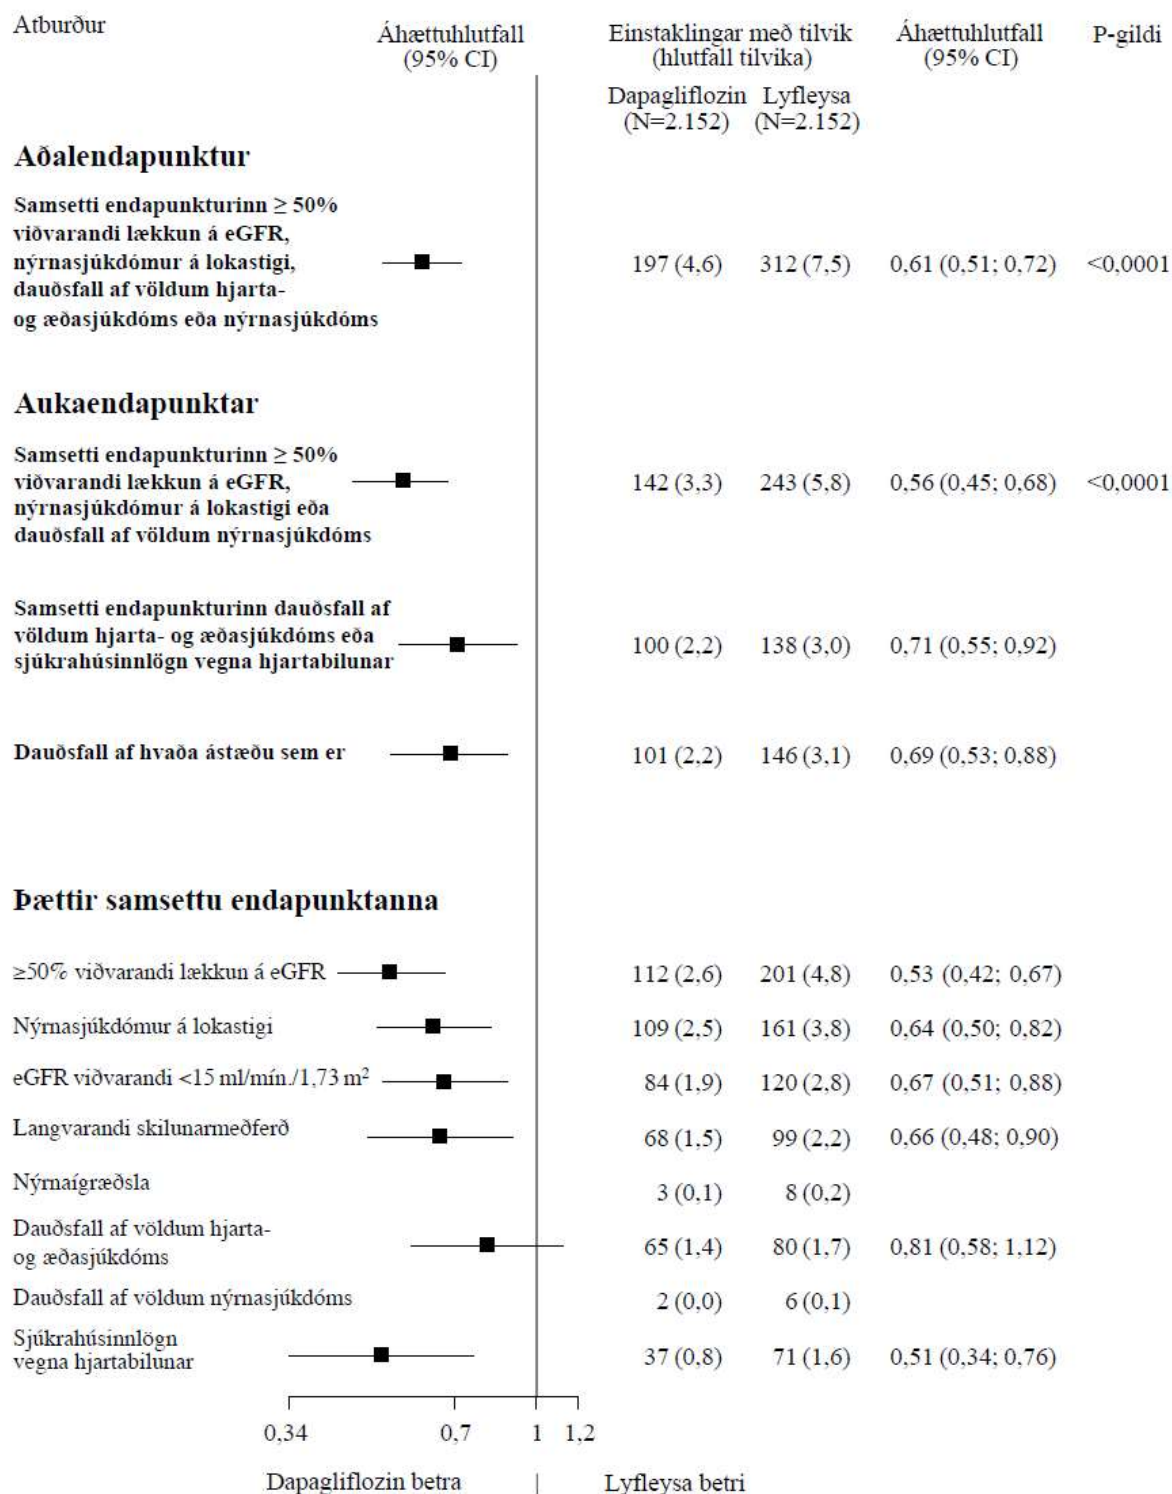 Atburður Áhættuhlutfall Einstaklingar með tilvik Áhættuhlutfall P-gildi
(95% CI) (hlutfall tilvika) (95% CI)
Dapagliflozin Lyfleysa
(N=2.152) (N=2.152)
Aðalendapunktur
Samsetti endapunkturinn ≥ 50%
viðvarandi lækkun á eGFR,
nýrnasjúkdómur á lokastigi, 197 (4,6) 312 (7,5) 0,61 (0,51; 0,72) <0,0001
dauðsfall af völdum hjarta-
og æðasjúkdóms eða nýrnasjúkdóms
Aukaendapunktar
Samsetti endapunkturinn ≥ 50%
viðvarandi lækkun á eGFR, 142 (3,3) 243 (5,8) 0,56 (0,45; 0,68) <0,0001
nýrnasjúkdómur á lokastigi eða
dauðsfall af völdum nýrnasjúkdóms
Samsetti endapunkturinn dauðsfall af
völdum hjarta- og æðasjúkdóms eða
sjúkrahúsinnlögn vegna hjartabilunar 100 (2,2) 138 (3,0) 0,71 (0,55; 0,92)
Dauðsfall af hvaða ástæðu sem er 101 (2,2) 146 (3,1) 0,69 (0,53; 0,88)
Þættir samsettu endapunktanna
≥50% viðvarandi lækkun á eGFR 112 (2,6) 201 (4,8) 0,53 (0,42; 0,67)
Nýrnasjúkdómur á lokastigi 109 (2,5) 161 (3,8) 0,64 (0,50; 0,82)
eGFR viðvarandi <15 ml/mín./1,73 m² 84 (1,9) 120 (2,8) 0,67 (0,51; 0,88)
Langvarandi skilunarmeðferð 68 (1,5) 99 (2,2) 0,66 (0,48; 0,90)
Nýrnaígræðsla 3 (0,1) 8 (0,2)
Dauðsfall af völdum hjarta-
og æðasjúkdóms 65 (1,4) 80 (1,7) 0,81 (0,58; 1,12)
Dauðsfall af völdum nýrnasjúkdóms 2 (0,0) 6 (0,1)
Sjúkrahúsinnlögn
vegna hjartabilunar 37 (0,8) 71 (1,6) 0,51 (0,34; 0,76)
0,34 0,7 1 1,2
Dapagliflozin betra | Lyfleysa betri